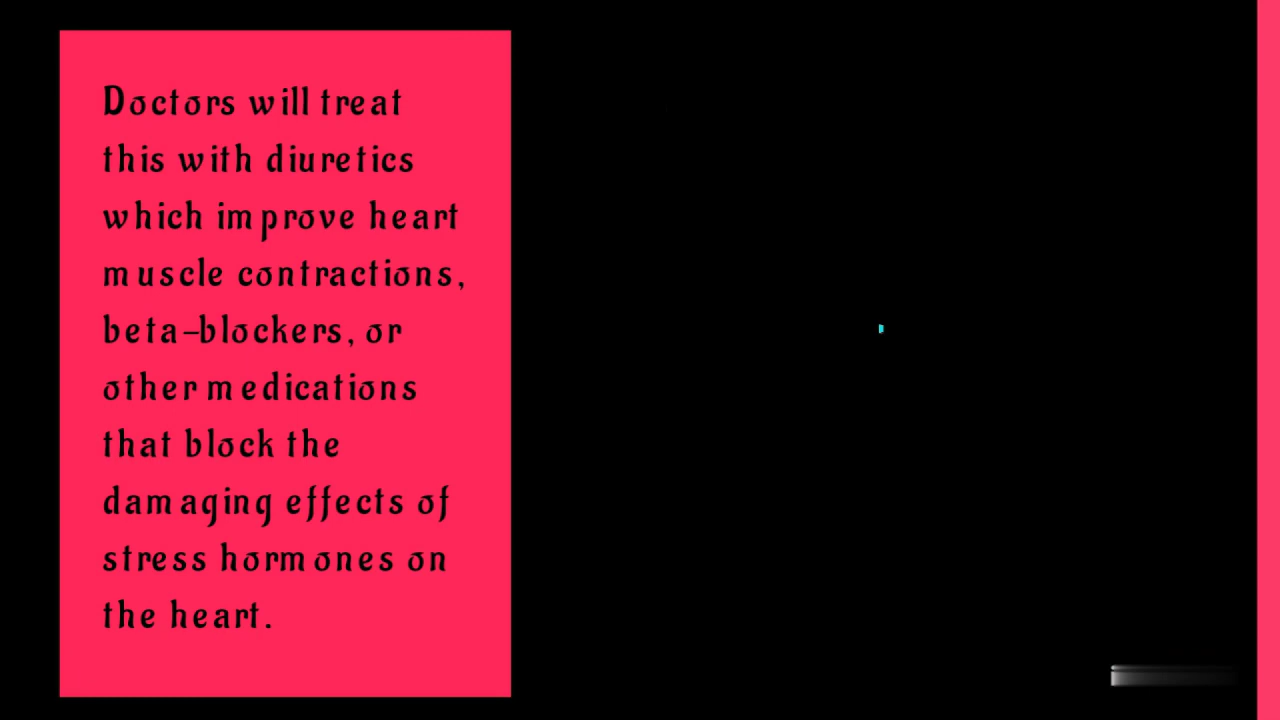 Doctors will treat
this with diuretics
which improve heart
muscle contractions,
beta-blockers, or
other medications
that block the
damaging effects of
stress hormones on
the heart.